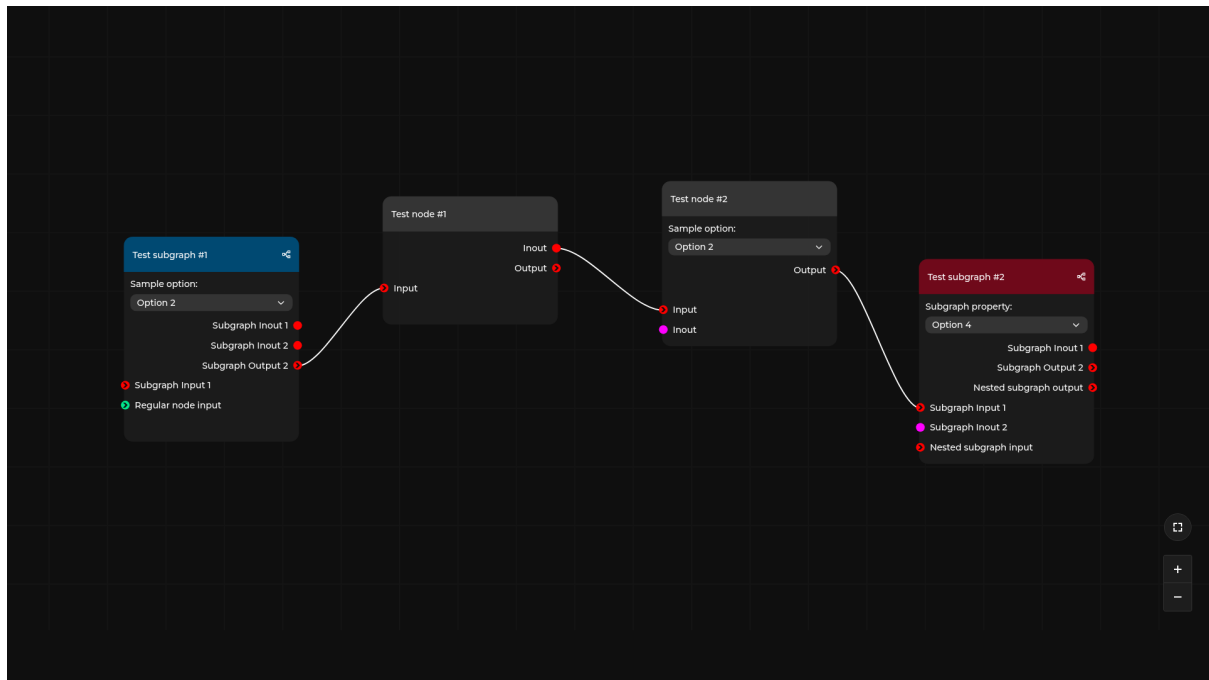 Test subgraph #1
Sample option:
Option 2
Subgraph Inout 1
Subgraph Inout 2
Subgraph Output 2
Subgraph Input 1
Regular node input
Test node #1
Inout
Output
Input
Test node #2
Sample option:
Option 2
Output
Input
Inout
Test subgraph #2
Subgraph property:
Option 4
Subgraph Inout 1
Subgraph Output 2
Nested subgraph output
Subgraph Input 1
Subgraph Inout 2
Nested subgraph input
+
−